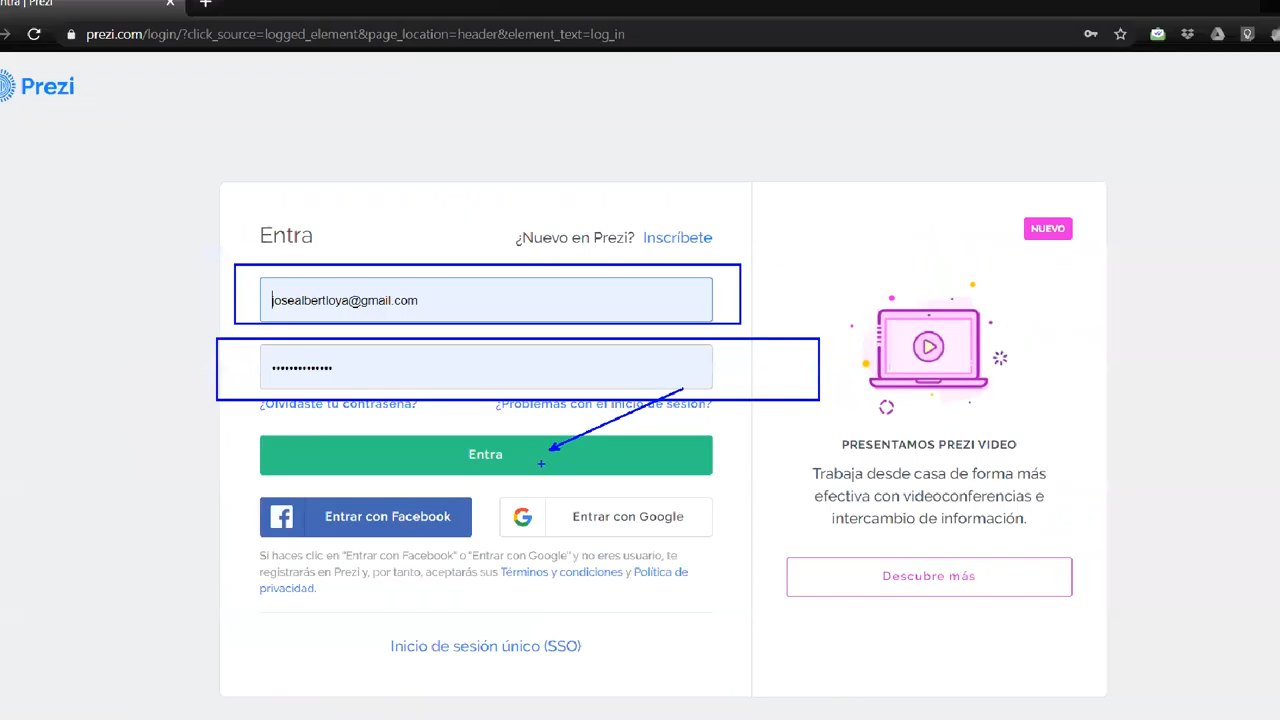 ntra | Prezi
prezi.com/login/?click_source=logged_element&page_location=header&element_text=log_in
Prezi
Entra
¿Nuevo en Prezi? Inscríbete
josealbertloya@gmail.com
••••••••••••••
¿Olvidaste tu contraseña?
¿Problemas con el inicio de sesión?
Entra
Entrar con Facebook
Entrar con Google
Si haces clic en "Entrar con Facebook" o "Entrar con Google" y no eres usuario, te
registrarás en Prezi y, por tanto, aceptarás sus Términos y condiciones y Política de
privacidad.
Inicio de sesión único (SSO)
NUEVO
PRESENTAMOS PREZI VIDEO
Trabaja desde casa de forma más
efectiva con videoconferencias e
intercambio de información.
Descubre más